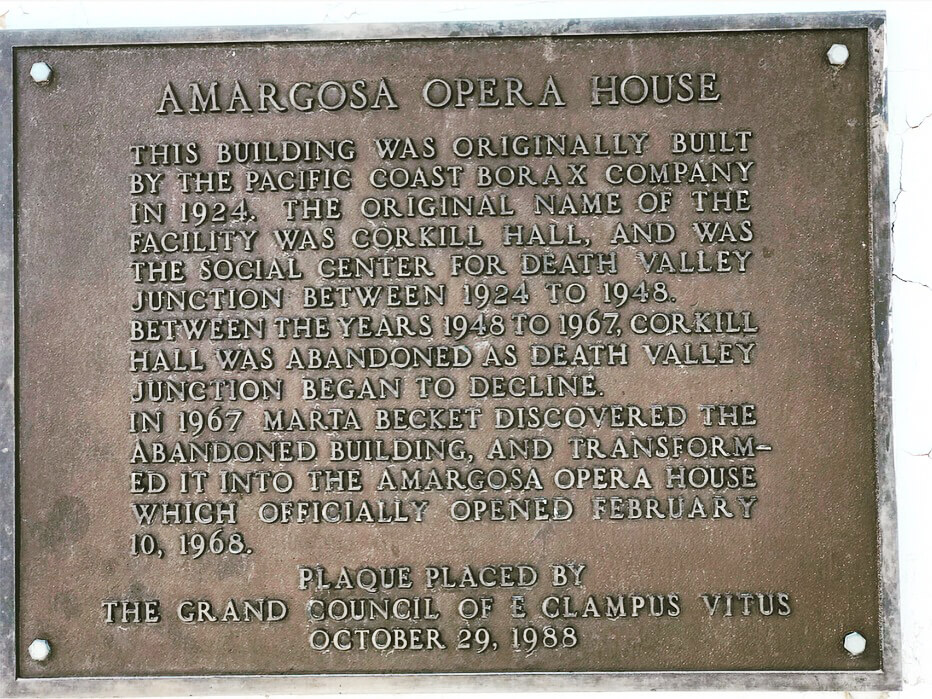 AMARGOSA OPERA HOUSE
THIS BUILDING WAS ORIGINALLY BUILT
BY THE PACIFIC COAST BORAX COMPANY
IN 1924. THE ORIGINAL NAME OF THE
FACILITY WAS CORKILL HALL, AND WAS
THE SOCIAL CENTER FOR DEATH VALLEY
JUNCTION BETWEEN 1924 TO 1948.
BETWEEN THE YEARS 1948 TO 1967, CORKILL
HALL WAS ABANDONED AS DEATH VALLEY
JUNCTION BEGAN TO DECLINE.
IN 1967 MARTA BECKET DISCOVERED THE
ABANDONED BUILDING, AND TRANSFORM-
ED IT INTO THE AMARGOSA OPERA HOUSE
WHICH OFFICIALLY OPENED FEBRUARY
10, 1968.
PLAQUE PLACED BY
THE GRAND COUNCIL OF E CLAMPUS VITUS
OCTOBER 29, 1988